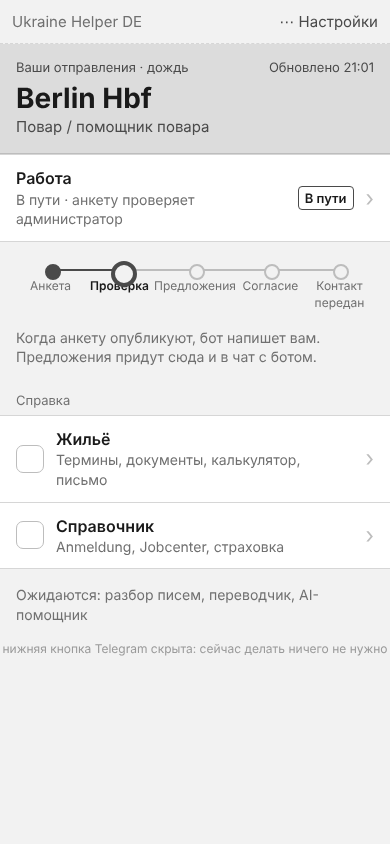 Ukraine Helper DE
··· Настройки
Ваши отправления · дождь
Обновлено 21:01
Berlin Hbf
Повар / помощник повара
Работа
В пути · анкету проверяет
администратор
В пути
Анкета
Проверка
Предложения
Согласие
Контакт
передан
Когда анкету опубликуют, бот напишет вам.
Предложения придут сюда и в чат с ботом.
Справка
Жильё
Термины, документы, калькулятор,
письмо
Справочник
Anmeldung, Jobcenter, страховка
Ожидаются: разбор писем, переводчик, AI-
помощник
нижняя кнопка Telegram скрыта: сейчас делать ничего не нужно